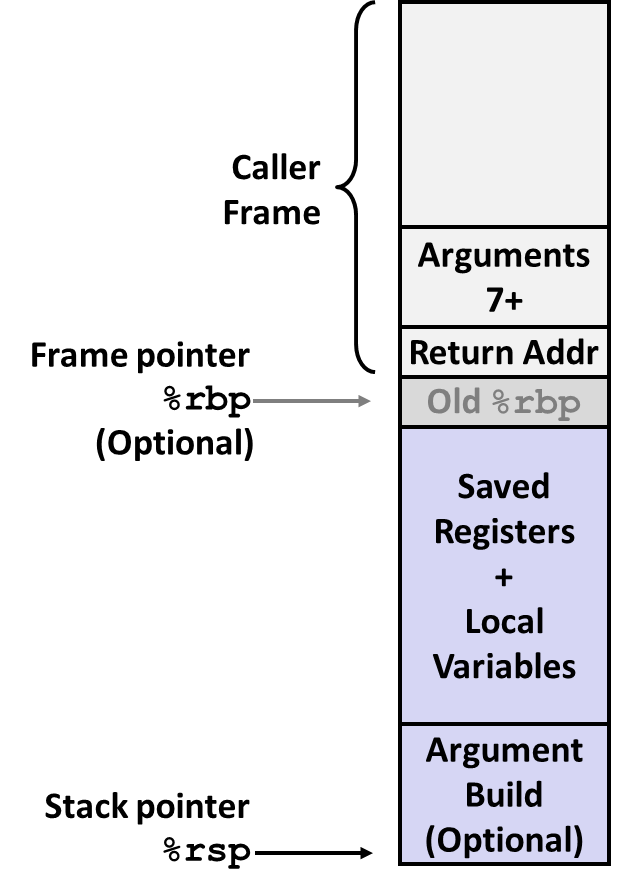 Caller
Frame
Arguments
7+
Return Addr
Frame pointer
%rbp
(Optional)
Old %rbp
Saved
Registers
+
Local
Variables
Argument
Build
(Optional)
Stack pointer
%rsp